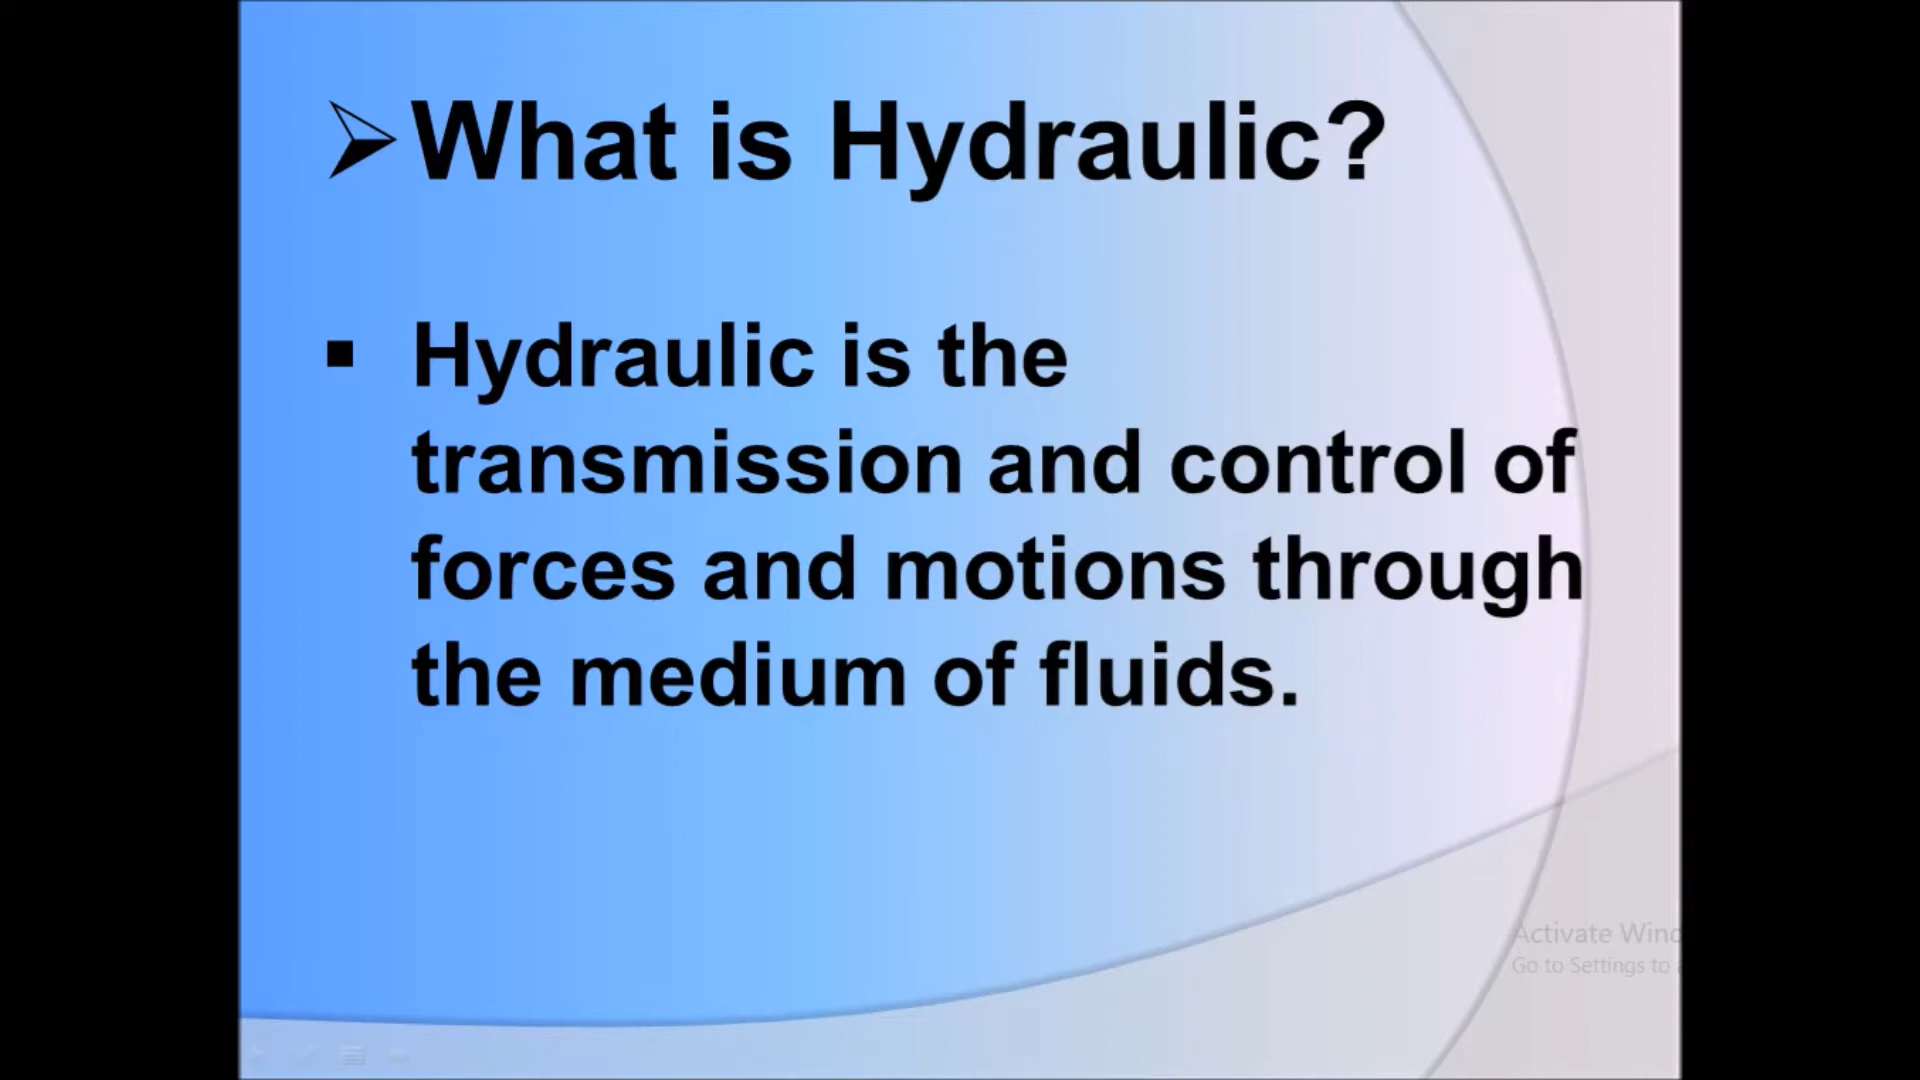 What is Hydraulic?
Hydraulic is the
transmission and control of
forces and motions through
the medium of fluids.
Activate Wind
Go to Settings to